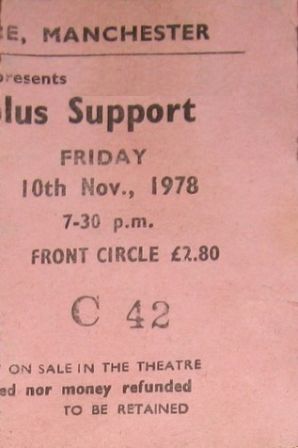 E, MANCHESTER
presents
plus Support
FRIDAY
10th Nov., 1978
7-30 p.m.
FRONT CIRCLE £2.80
C 42
ON SALE IN THE THEATRE
ed nor money refunded
TO BE RETAINED